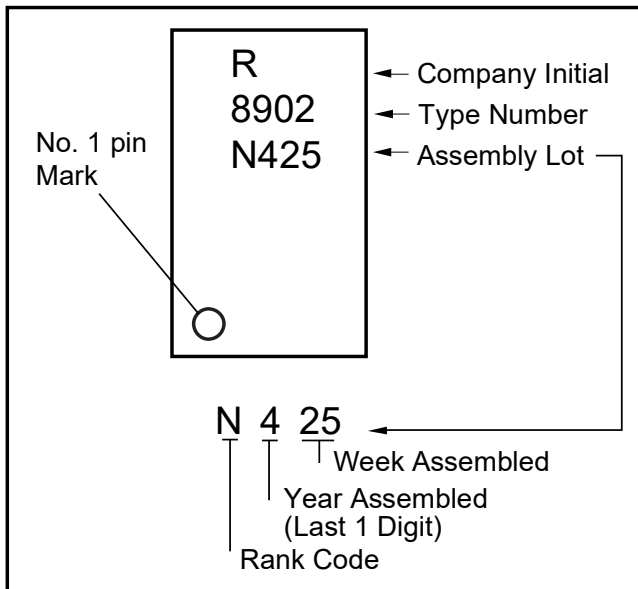 R
8902
N425
Company Initial
Type Number
Assembly Lot
No. 1 pin
Mark
N 4 25
Week Assembled
Year Assembled
(Last 1 Digit)
Rank Code